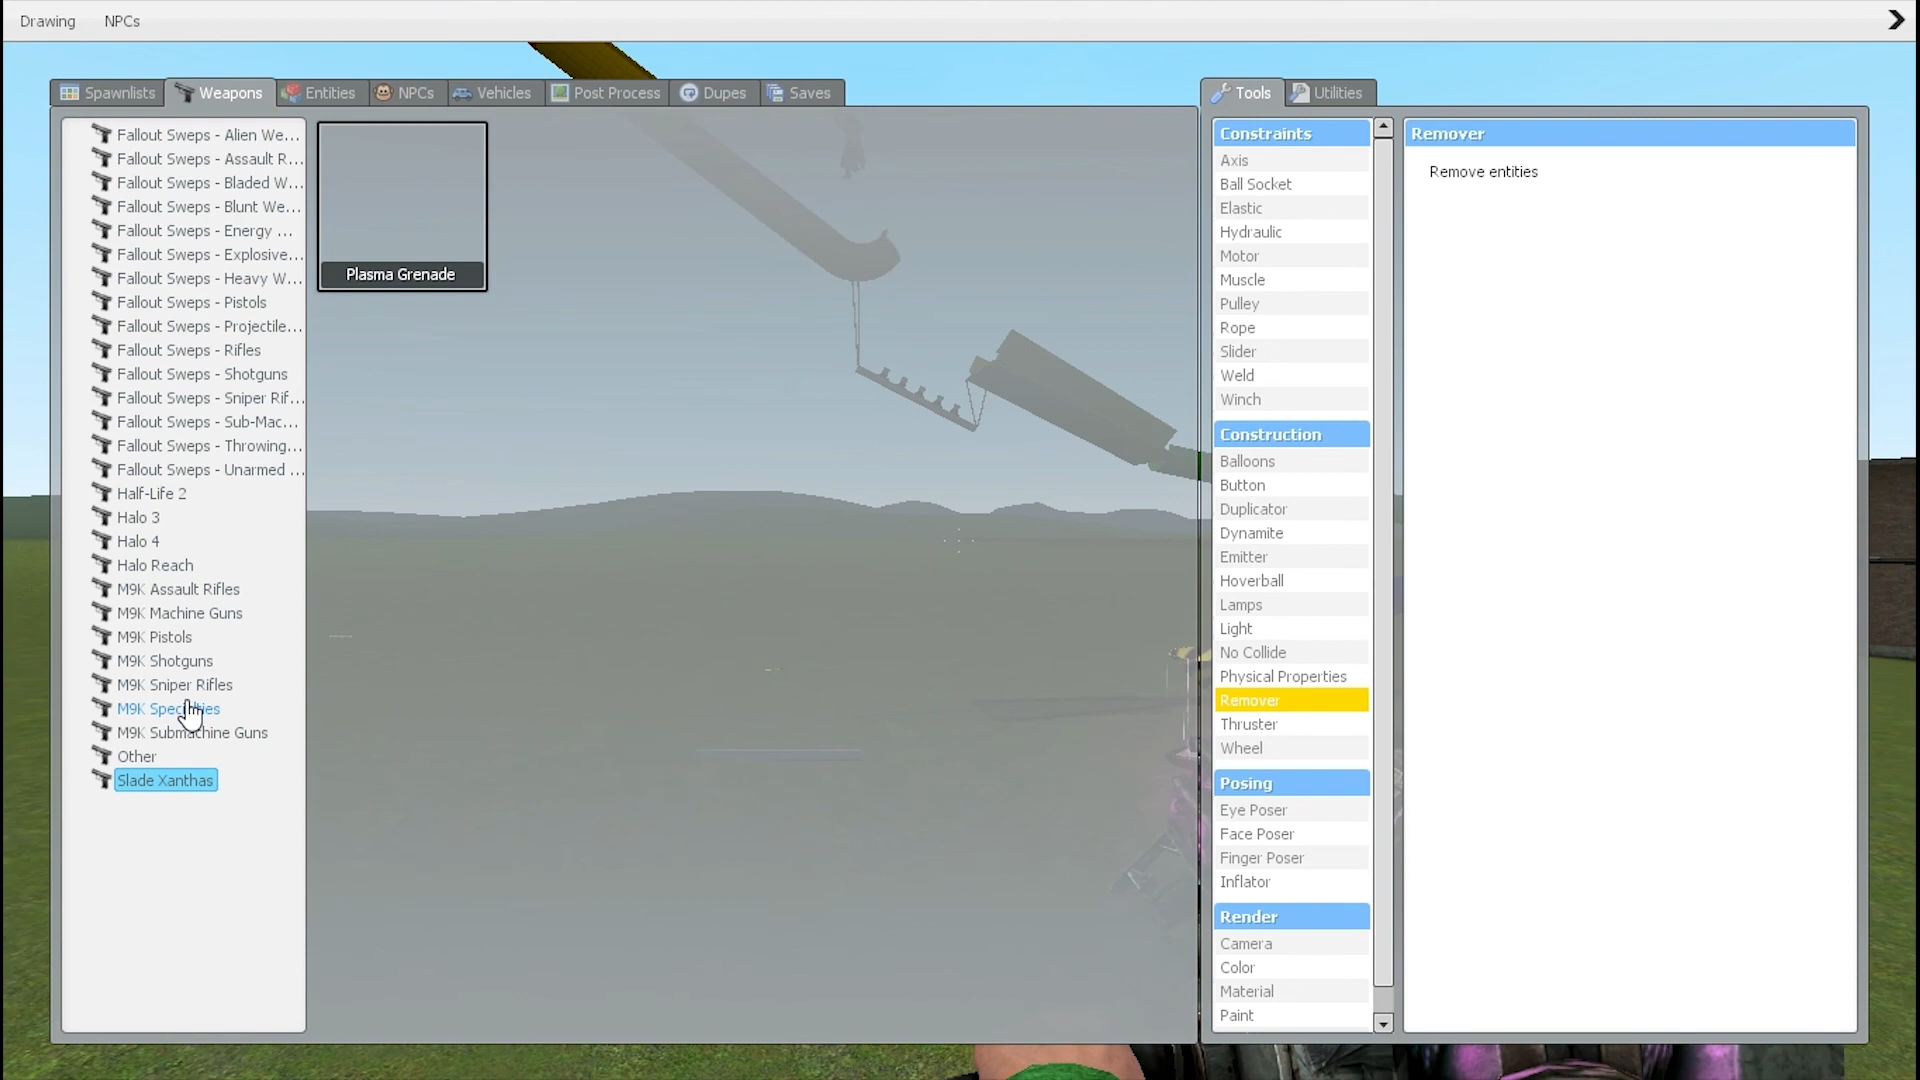 Drawing NPCs
Spawnlists Weapons Entities NPCs Vehicles Post Process Dupes Saves
Fallout Sweps - Alien We...
Fallout Sweps - Assault R...
Fallout Sweps - Bladed W...
Fallout Sweps - Blunt We...
Fallout Sweps - Energy ...
Fallout Sweps - Explosive...
Fallout Sweps - Heavy W...
Fallout Sweps - Pistols
Fallout Sweps - Projectile...
Fallout Sweps - Rifles
Fallout Sweps - Shotguns
Fallout Sweps - Sniper Rif...
Fallout Sweps - Sub-Mac...
Fallout Sweps - Throwing...
Fallout Sweps - Unarmed ...
Half-Life 2
Halo 3
Halo 4
Halo Reach
M9K Assault Rifles
M9K Machine Guns
M9K Pistols
M9K Shotguns
M9K Sniper Rifles
M9K Specialties
M9K Submachine Guns
Other
Slade Xanthas
Plasma Grenade
Tools Utilities
Constraints
Axis
Ball Socket
Elastic
Hydraulic
Motor
Muscle
Pulley
Rope
Slider
Weld
Winch
Construction
Balloons
Button
Duplicator
Dynamite
Emitter
Hoverball
Lamps
Light
No Collide
Physical Properties
Remover
Thruster
Wheel
Posing
Eye Poser
Face Poser
Finger Poser
Inflator
Render
Camera
Color
Material
Paint
Remover
Remove entities